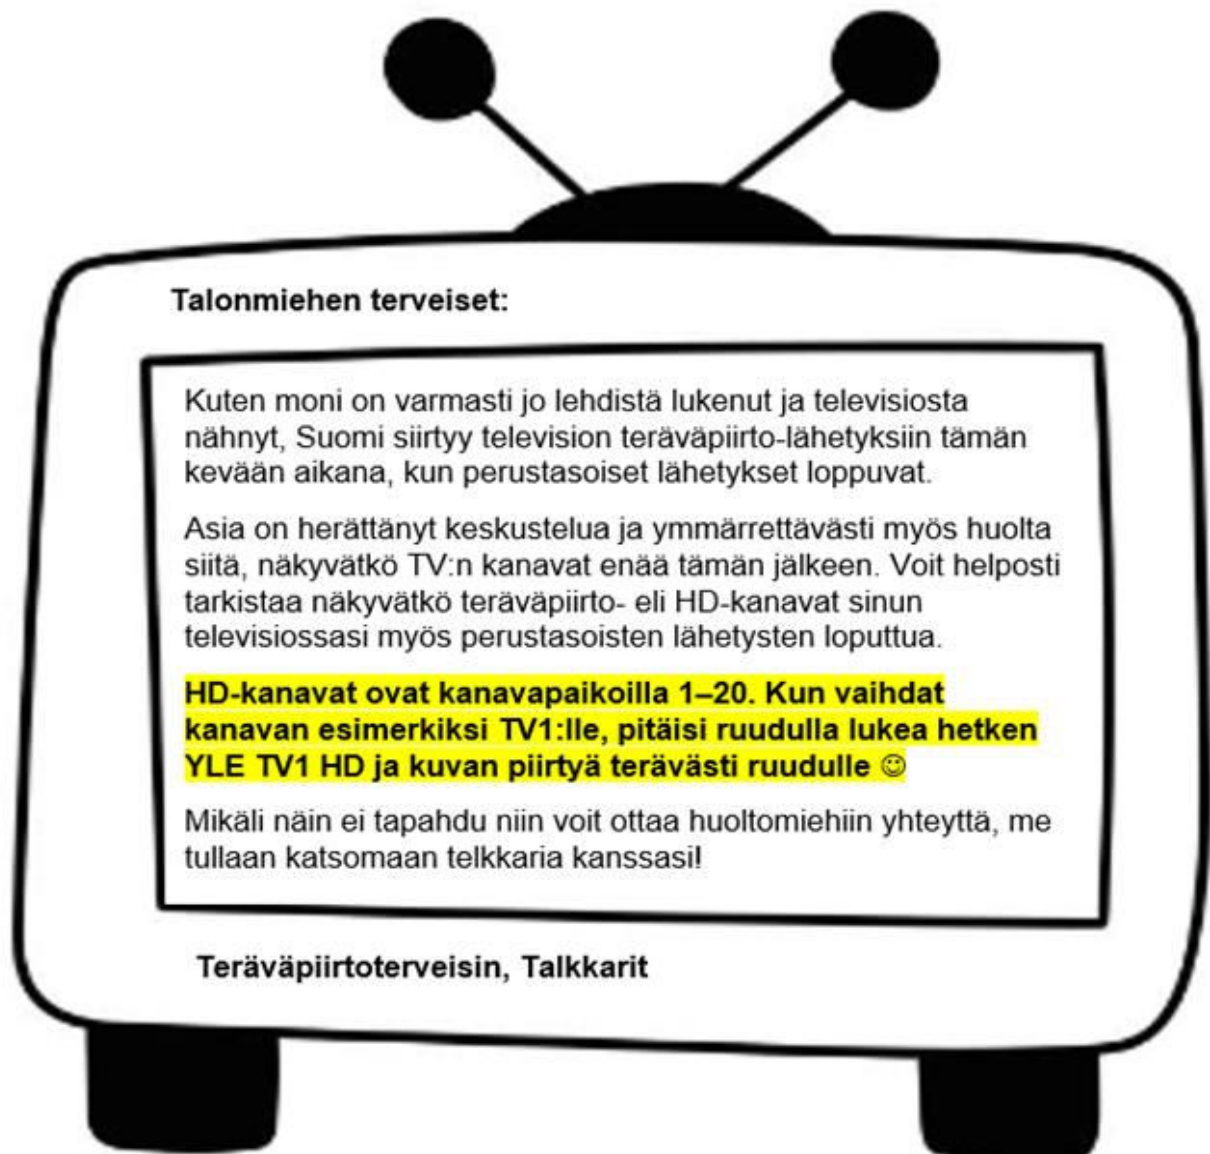 Talonmiehen terveiset:
Kuten moni on varmasti jo lehdistä lukenut ja televisiosta
nähnyt, Suomi siirtyy television teräväpiirto-lähetyksiin tämän
kevään aikana, kun perustasoiset lähetykset loppuvat.
Asia on herättänyt keskustelua ja ymmärrettävästi myös huolta
siitä, näkyvätkö TV:n kanavat enää tämän jälkeen. Voit helposti
tarkistaa näkyvätkö teräväpiirto- eli HD-kanavat sinun
televisiossasi myös perustasoisten lähetysten loputtua.
HD-kanavat ovat kanavapaikoilla 1–20. Kun vaihdat
kanavan esimerkiksi TV1:lle, pitäisi ruudulla lukea hetken
YLE TV1 HD ja kuvan piirtyä terävästi ruudulle ☺
Mikäli näin ei tapahdu niin voit ottaa huoltomiehiin yhteyttä, me
tullaan katsomaan telkkaria kanssasi!
Teräväpiirtoterveisin, Talkkarit